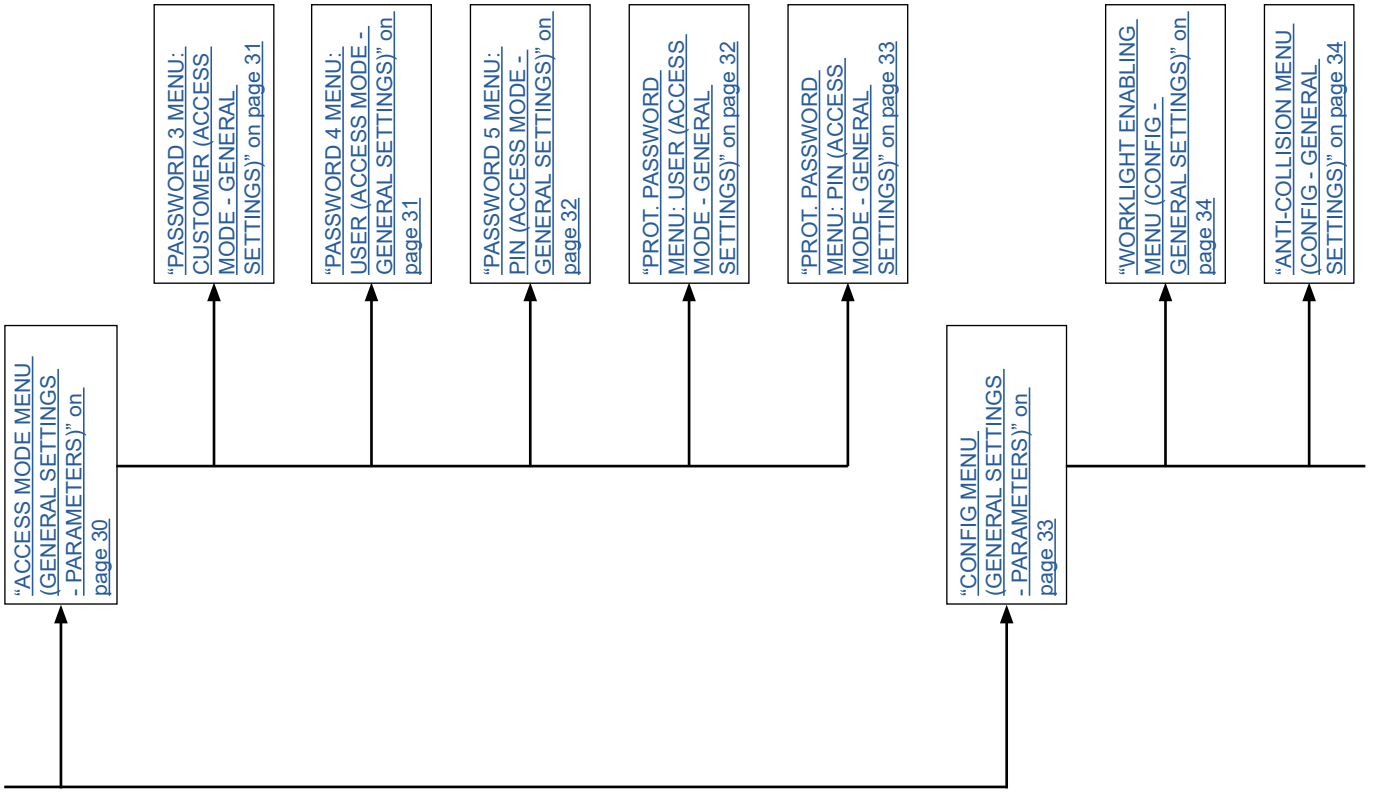 “ACCESS MODE MENU
(GENERAL SETTINGS
- PARAMETERS)” on
page 30
“PASSWORD 3 MENU:
CUSTOMER (ACCESS
MODE - GENERAL
SETTINGS)” on page 31
“PASSWORD 4 MENU:
USER (ACCESS MODE -
GENERAL SETTINGS)” on
page 31
“PASSWORD 5 MENU:
PIN (ACCESS MODE -
GENERAL SETTINGS)” on
page 32
“PROT. PASSWORD
MENU: USER (ACCESS
MODE - GENERAL
SETTINGS)” on page 32
“PROT. PASSWORD
MENU: PIN (ACCESS
MODE - GENERAL
SETTINGS)” on page 33
“CONFIG MENU
(GENERAL SETTINGS
- PARAMETERS)” on
page 33
“WORKLIGHT ENABLING
MENU (CONFIG -
GENERAL SETTINGS)” on
page 34
“ANTI-COLLISION MENU
(CONFIG - GENERAL
SETTINGS)” on page 34